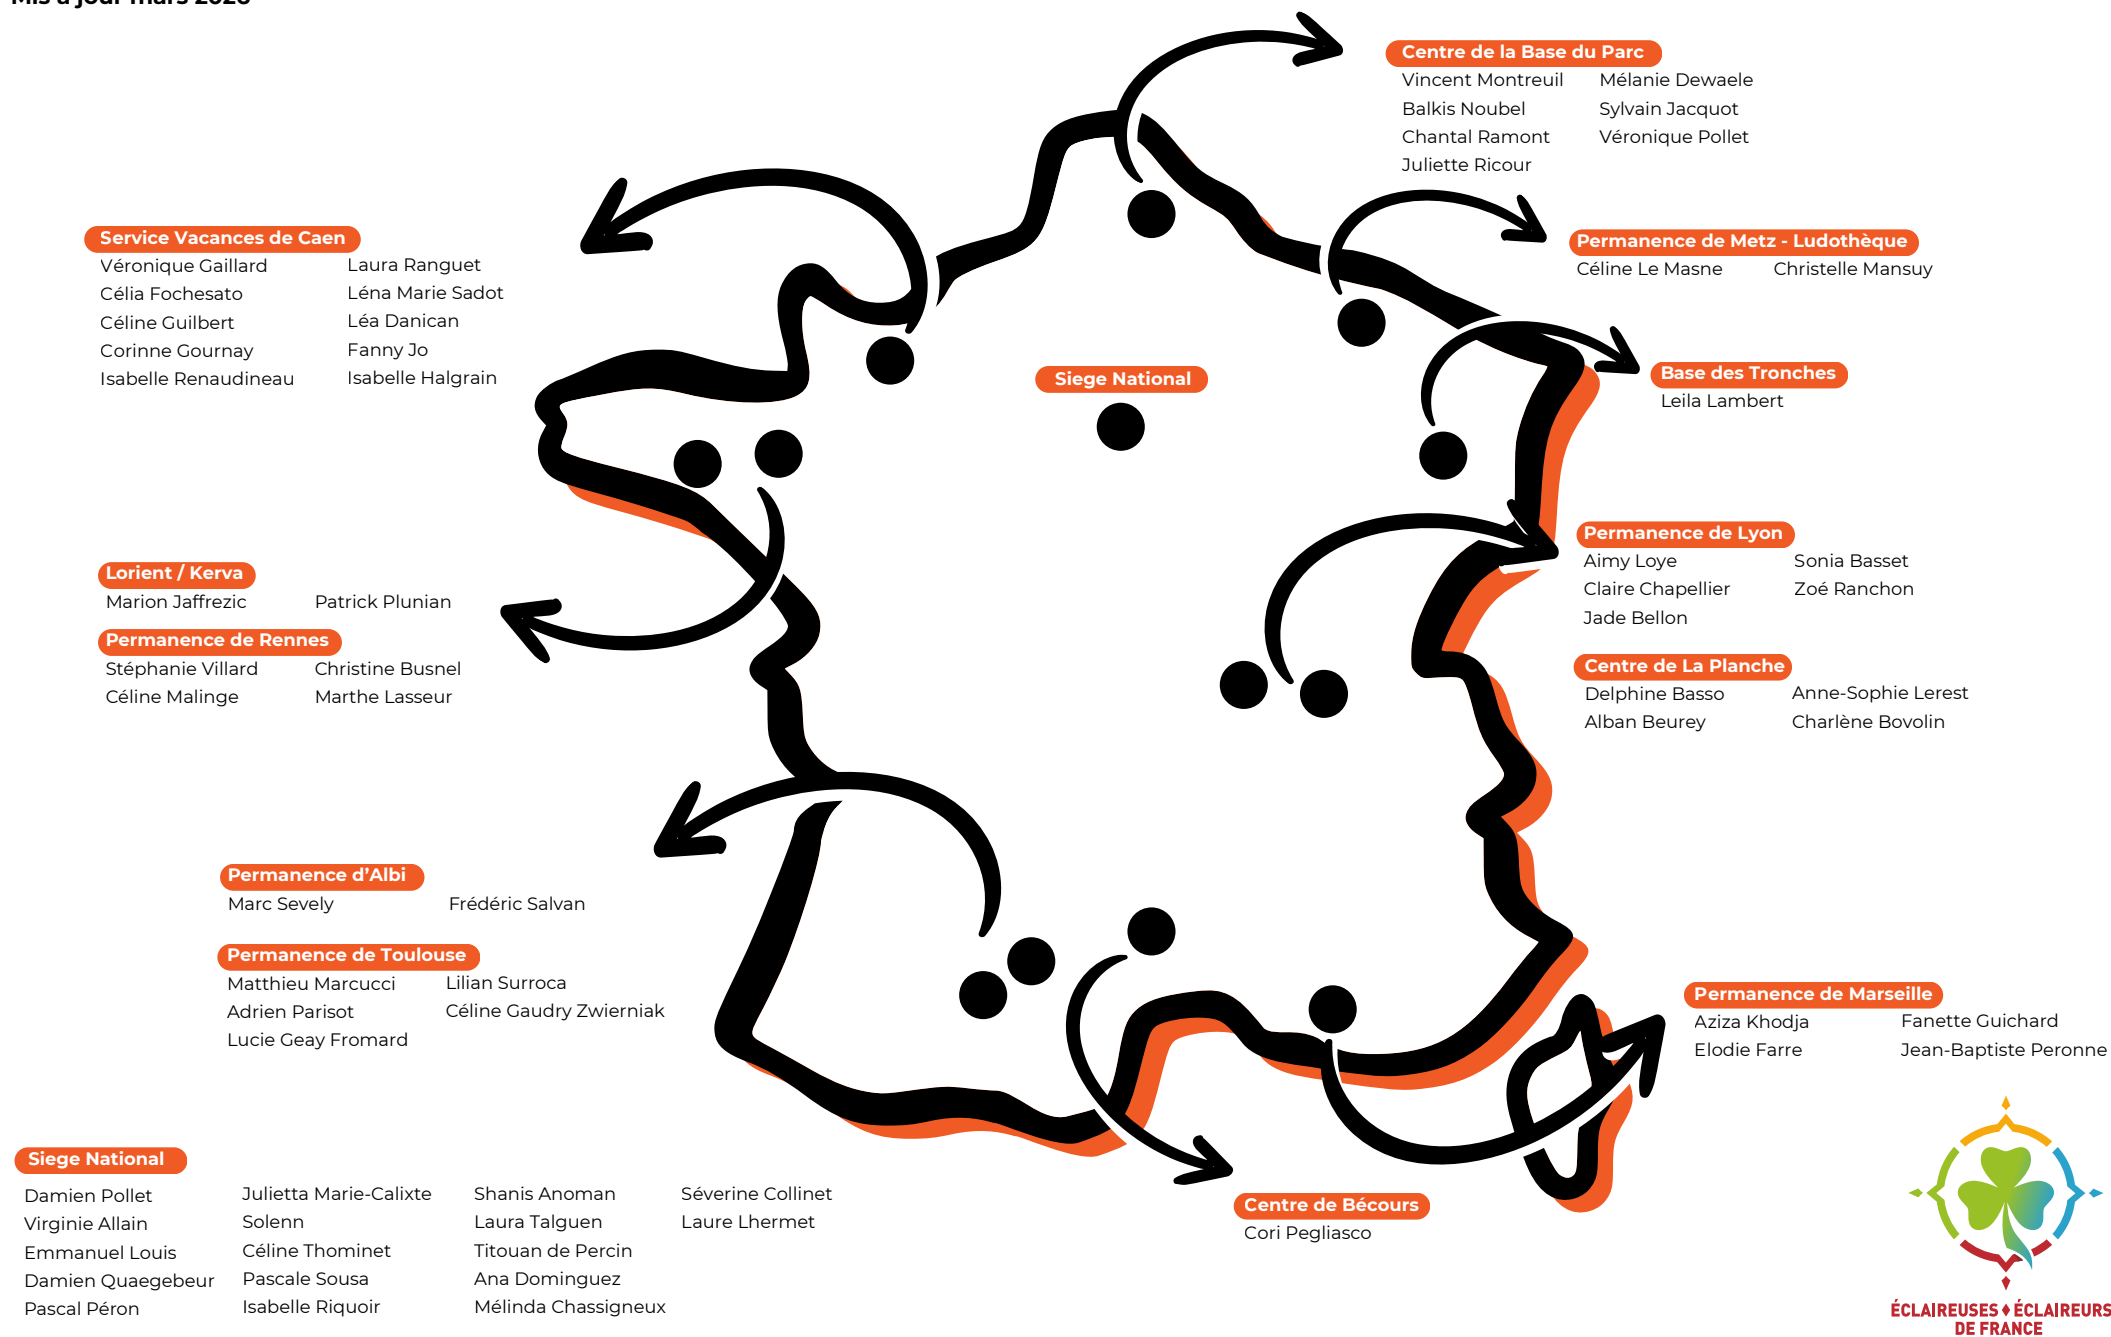 Mis à jour mars 2026
Centre de la Base du Parc
Vincent Montreuil Mélanie Dewaele
Balkis Noubel Sylvain Jacquot
Chantal Ramont Véronique Pollet
Juliette Ricour
Service Vacances de Caen
Véronique Gaillard Laura Ranguet
Célia Fochesato Léna Marie Sadot
Céline Guilbert Léa Danican
Corinne Gournay Fanny Jo
Isabelle Renaudineau Isabelle Halgrain
Permanence de Metz - Ludothèque
Céline Le Masne Christelle Mansuy
Siege National
Base des Tronches
Leila Lambert
Permanence de Lyon
Aimy Loye Sonia Basset
Claire Chapellier Zoé Ranchon
Jade Bellon
Lorient / Kerva
Marion Jaffrezic Patrick Plunian
Permanence de Rennes
Stéphanie Villard Christine Busnel
Céline Malinge Marthe Lasseur
Centre de La Planche
Delphine Basso Anne-Sophie Lerest
Alban Beurey Charlène Bovolin
Permanence d'Albi
Marc Sevely Frédéric Salvan
Permanence de Toulouse
Matthieu Marcucci Lilian Surroca
Adrien Parisot Céline Gaudry Zwierniak
Lucie Geay Fromard
Permanence de Marseille
Aziza Khodja Fanette Guichard
Elodie Farre Jean-Baptiste Peronne
Siege National
Damien Pollet Julietta Marie-Calixte Shanis Anoman Séverine Collinet
Virginie Allain Solenn Laura Talguen Laure Lhermet
Emmanuel Louis Céline Thominet Titouan de Percin
Damien Quaegebeur Pascale Sousa Ana Dominguez
Pascal Péron Isabelle Riquoir Mélinda Chassigneux
Centre de Bécours
Cori Pegliasco
ÉCLAIREUSES ♦ ÉCLAIREURS
DE FRANCE